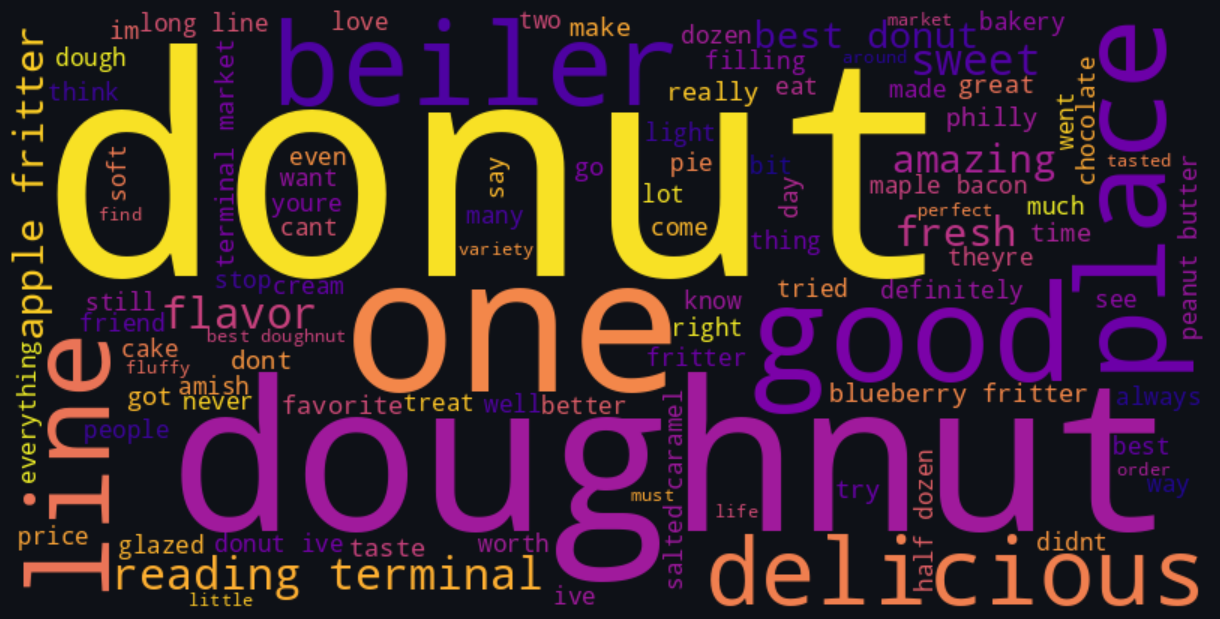 im
long line
love
two
make
market
bakery
dough
beiler
dozen
best donut
sweet
around
filling
think
really
eat
made
great
place
apple fritter
terminal market
donut
light
philly
went
chocolate
soft
find
even
want
youre
cant
say
many
variety
go
pie
lot
come
bit
day
thing
amazing
maple bacon
perfect
fresh
theyre
tasted
much
time
peanut butter
stop
cream
still
friend
flavor
best doughnut
one
know
right
fritter
tried
definitely
good
see
everything
line
cake
fluffy
dont
amish
got
never
favorite
treat
well
better
blueberry fritter
always
people
doughnut
salted caramel
must
life
try
half dozen
best
order
way
price
glazed
donut ive
taste
worth
didnt
reading terminal
little
ive
delicious